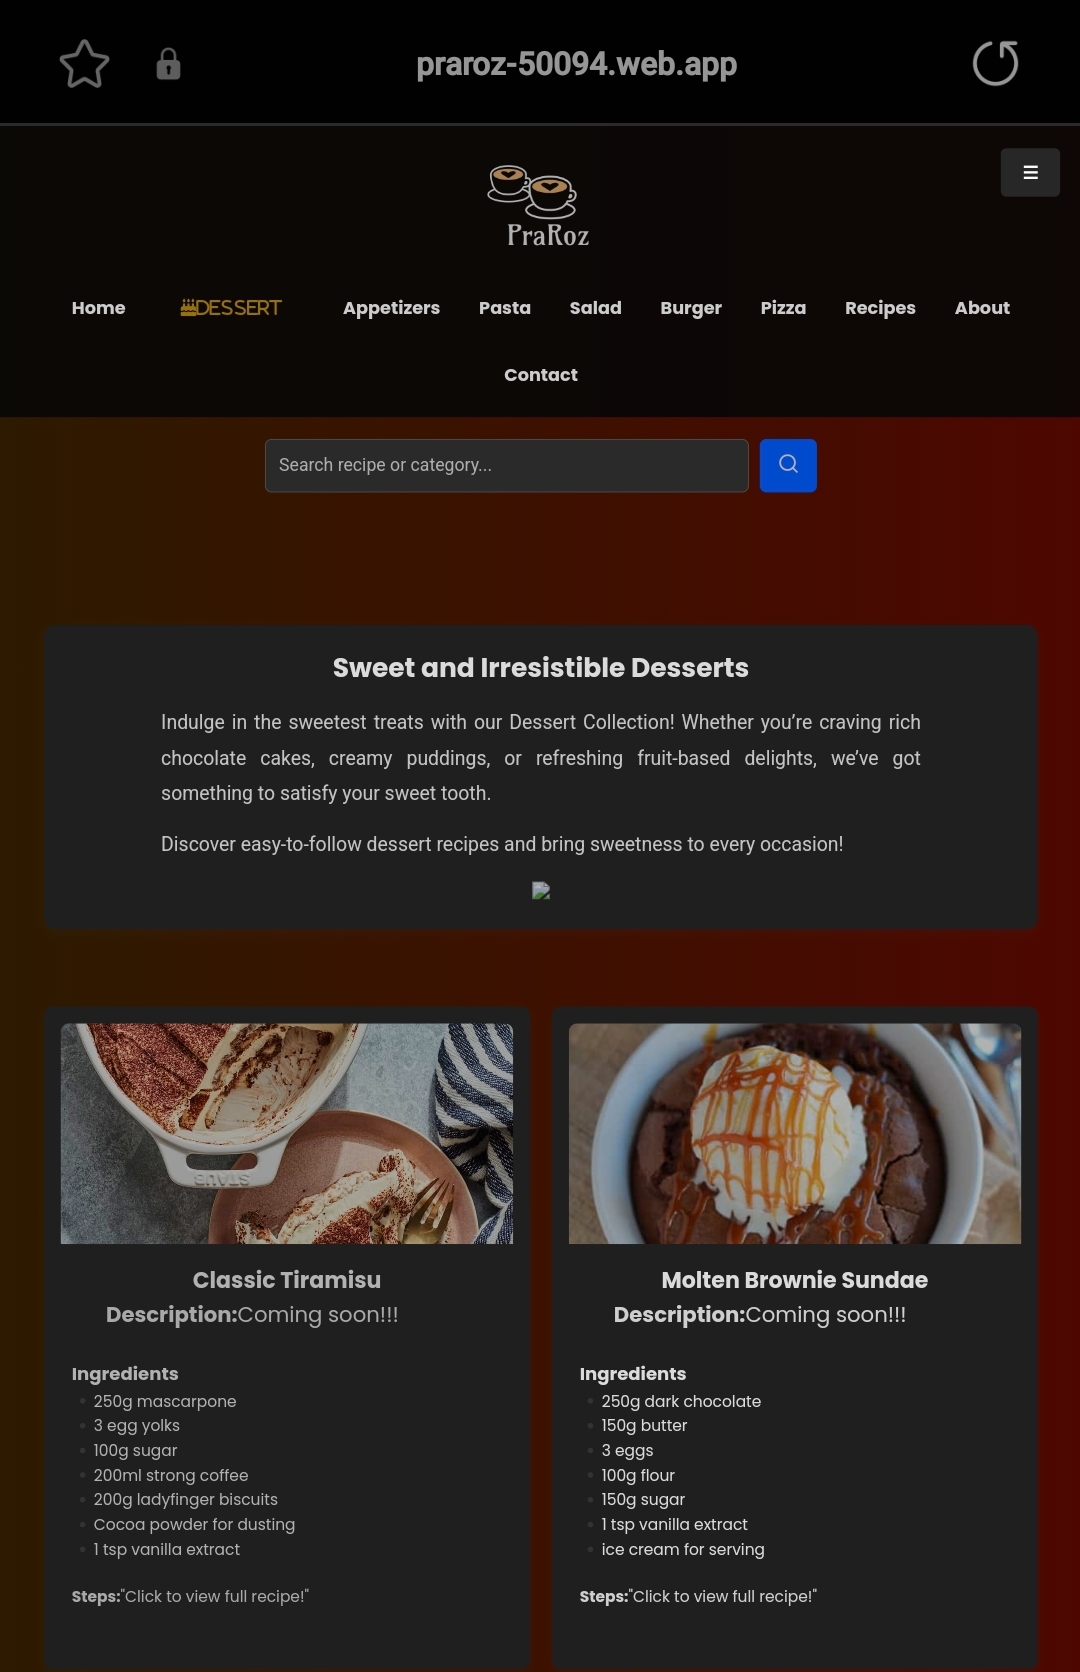 praroz-50094.web.app
PraRoz
Home DESSERT Appetizers Pasta Salad Burger Pizza Recipes About
Contact
Search recipe or category...
Sweet and Irresistible Desserts
Indulge in the sweetest treats with our Dessert Collection! Whether you’re craving rich
chocolate cakes, creamy puddings, or refreshing fruit-based delights, we’ve got
something to satisfy your sweet tooth.
Discover easy-to-follow dessert recipes and bring sweetness to every occasion!
STAUB
Classic Tiramisu
Description:Coming soon!!!
Ingredients
250g mascarpone
3 egg yolks
100g sugar
200ml strong coffee
200g ladyfinger biscuits
Cocoa powder for dusting
1 tsp vanilla extract
Steps:"Click to view full recipe!"
Molten Brownie Sundae
Description:Coming soon!!!
Ingredients
250g dark chocolate
150g butter
3 eggs
100g flour
150g sugar
1 tsp vanilla extract
ice cream for serving
Steps:"Click to view full recipe!"